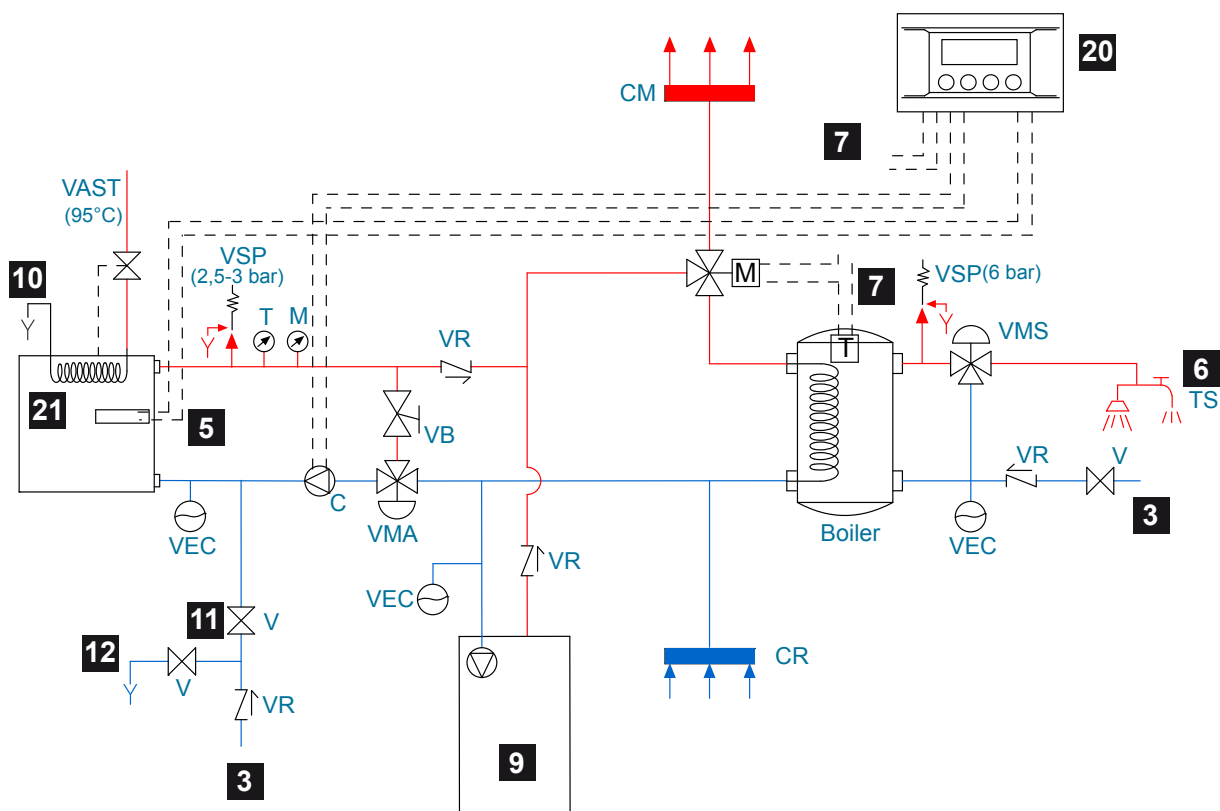 20
CM
7
VAST
(95°C)
VSP
(2,5-3 bar)
10
T
M
VR
M
7
VSP(6 bar)
VMS
T
6
TS
21
5
VB
C
VMA
VEC
VR
V
3
Boiler
VEC
VR
VEC
11
V
12
V
VR
CR
9
3